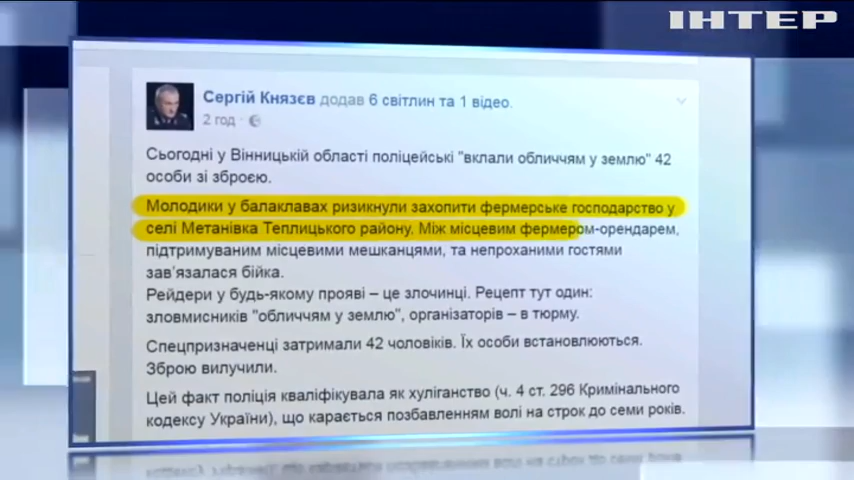 ІНТЕР
Сергій Князєв додав 6 світлин та 1 відео.
2 год ·
Сьогодні у Вінницькій області поліцейські "вклали обличчям у землю" 42
особи зі зброєю.
Молодики у балаклавах ризикнули захопити фермерське господарство у
селі Метанівка Теплицького району. Між місцевим фермером-орендарем,
підтримуваним місцевими мешканцями, та непроханими гостями
зав'язалася бійка.
Рейдери у будь-якому прояві – це злочинці. Рецепт тут один:
зловмисників "обличчям у землю", організаторів – в тюрму.
Спецпризначенці затримали 42 чоловіків. Їх особи встановлюються.
Зброю вилучили.
Цей факт поліція кваліфікувала як хуліганство (ч. 4 ст. 296 Кримінального
кодексу України), що карається позбавленням волі на строк до семи років.